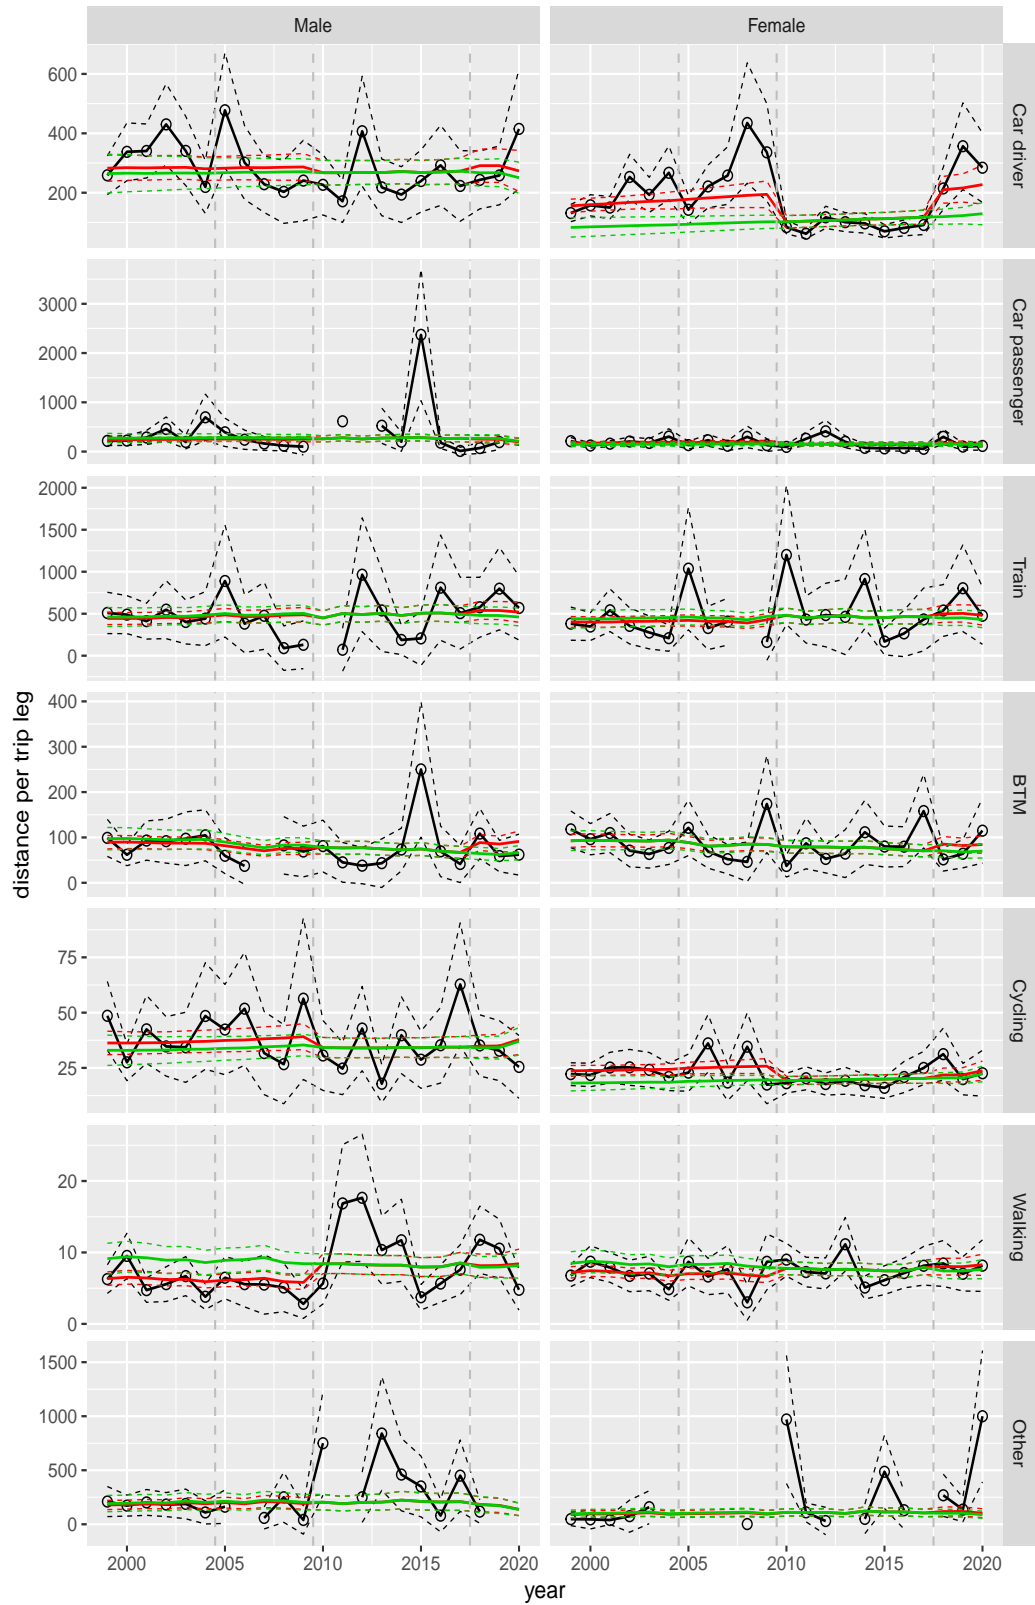 Male Female
600
400
200
Car driver
3000
2000
1000
0
Car passenger
2000
1500
1000
500
0
Train
400
300
200
100
0
BTM
75
50
25
Cycling
20
10
0
Walking
1500
1000
500
0
Other
2000 2005 2010 2015 2020 2000 2005 2010 2015 2020
year
distance per trip leg